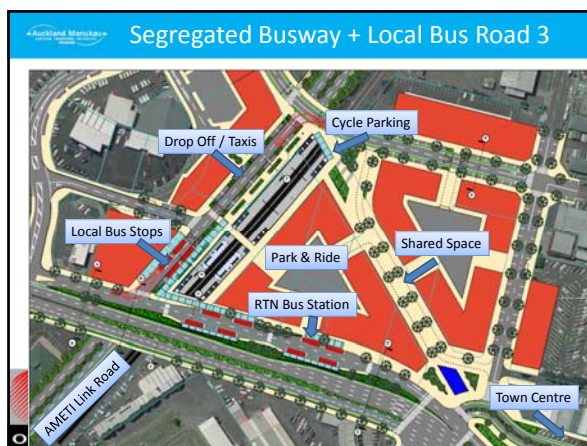 Auckland Manukau
Segregated Busway + Local Bus Road 3
Cycle Parking
Drop Off / Taxis
Local Bus Stops
Shared Space
Park & Ride
RTN Bus Station
AMETI Link Road
Town Centre